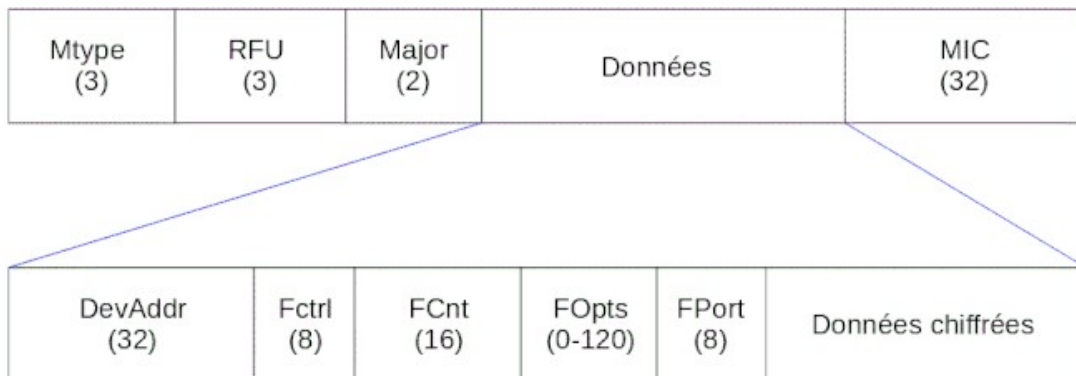 Mtype RFU Major Données MIC
(3) (3) (2) (32)
DevAddr Fctrl FCnt FOpts FPort Données chiffrées
(32) (8) (16) (0-120) (8)